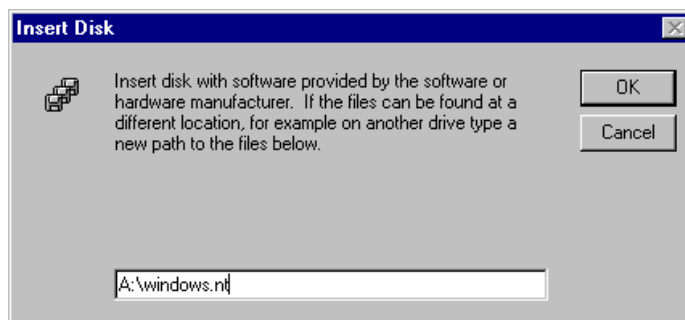 Insert Disk
Insert disk with software provided by the software or
hardware manufacturer. If the files can be found at a
different location, for example on another drive type a
new path to the files below.
OK
Cancel
A:\windows.nt